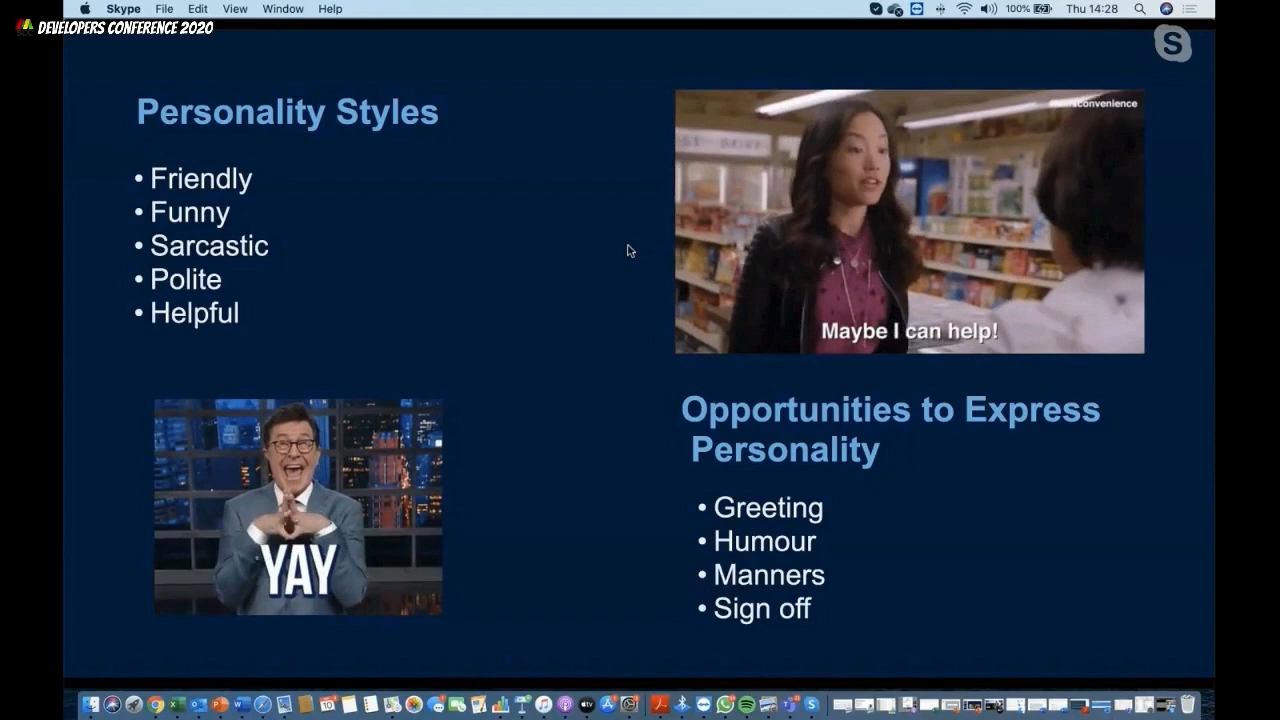 Skype File Edit View Window Help
100% Thu 14:28
DEVELOPERS CONFERENCE 2020
S
Personality Styles
• Friendly
• Funny
• Sarcastic
• Polite
• Helpful
Maybe I can help!
YAY
Opportunities to Express
Personality
• Greeting
• Humour
• Manners
• Sign off